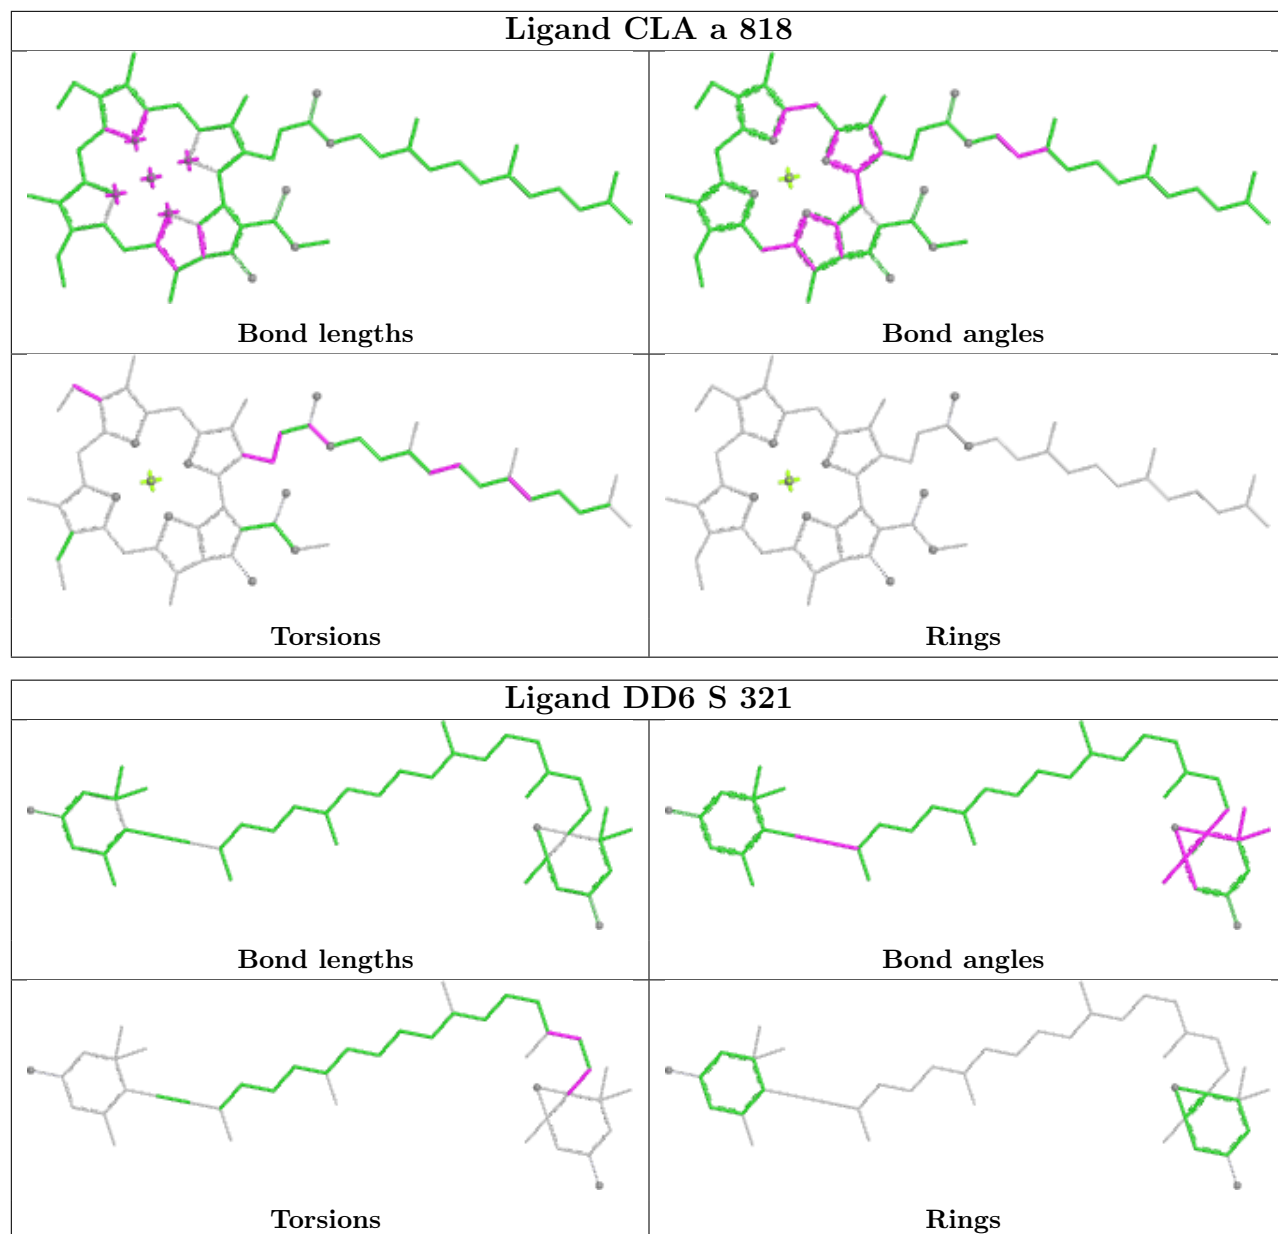 Ligand CLA a 818
Bond lengths
Bond angles
Torsions
Rings
Ligand DD6 S 321
Bond lengths
Bond angles
Torsions
Rings